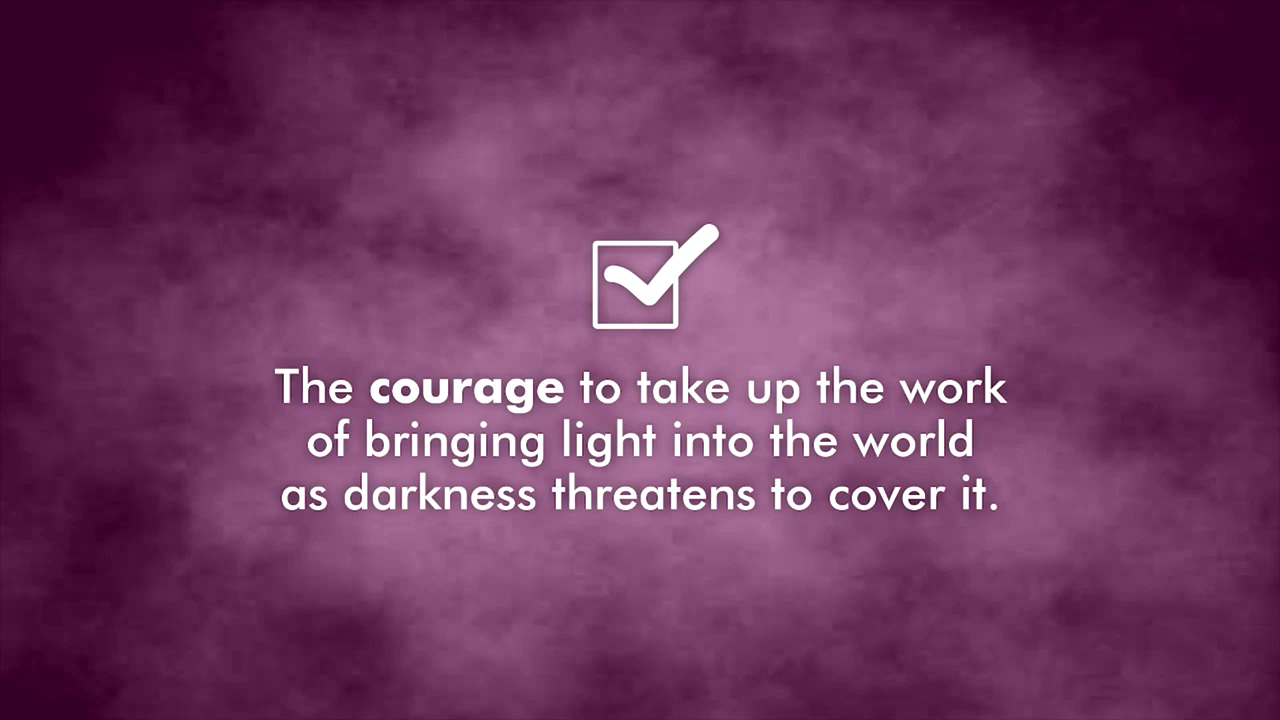 The courage to take up the work
of bringing light into the world
as darkness threatens to cover it.